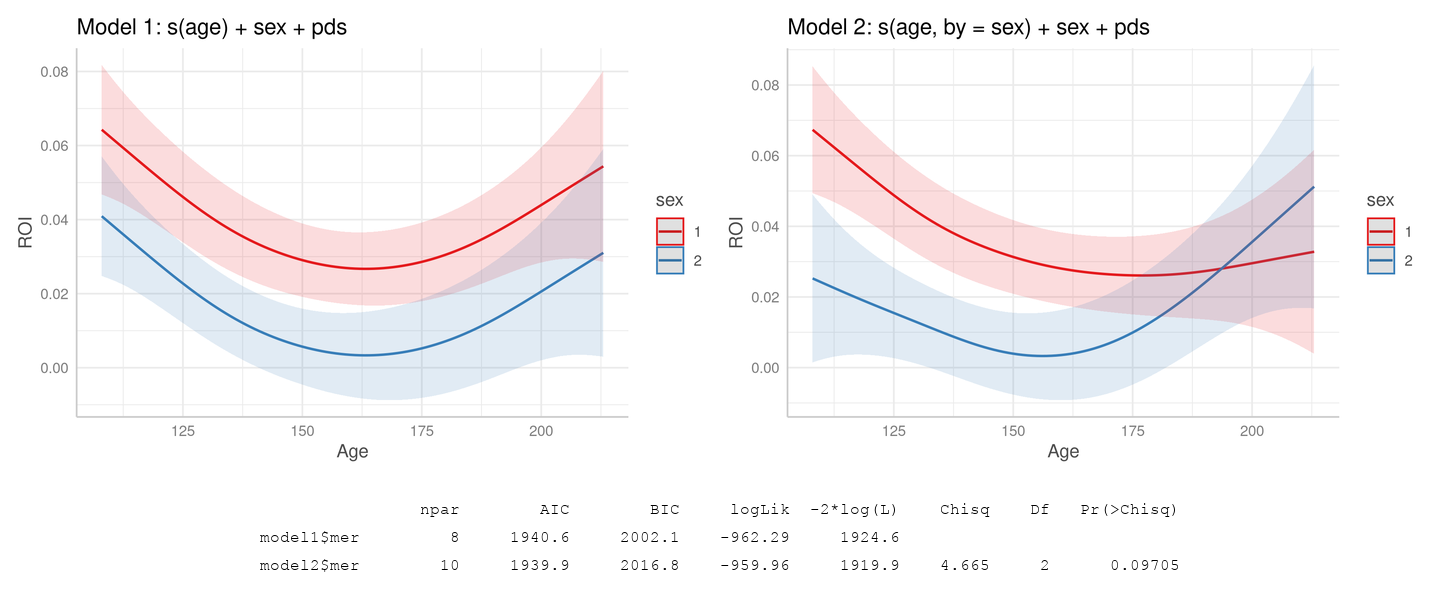 Model 1: s(age) + sex + pds
0.08
0.06
0.04
0.02
0.00
ROI
125 150 175 200
Age
sex
1
2
Model 2: s(age, by = sex) + sex + pds
0.08
0.06
0.04
0.02
0.00
ROI
125 150 175 200
Age
sex
1
2
npar AIC BIC logLik -2*log(L) Chisq Df Pr(>Chisq)
model1$mer 8 1940.6 2002.1 -962.29 1924.6
model2$mer 10 1939.9 2016.8 -959.96 1919.9 4.665 2 0.09705